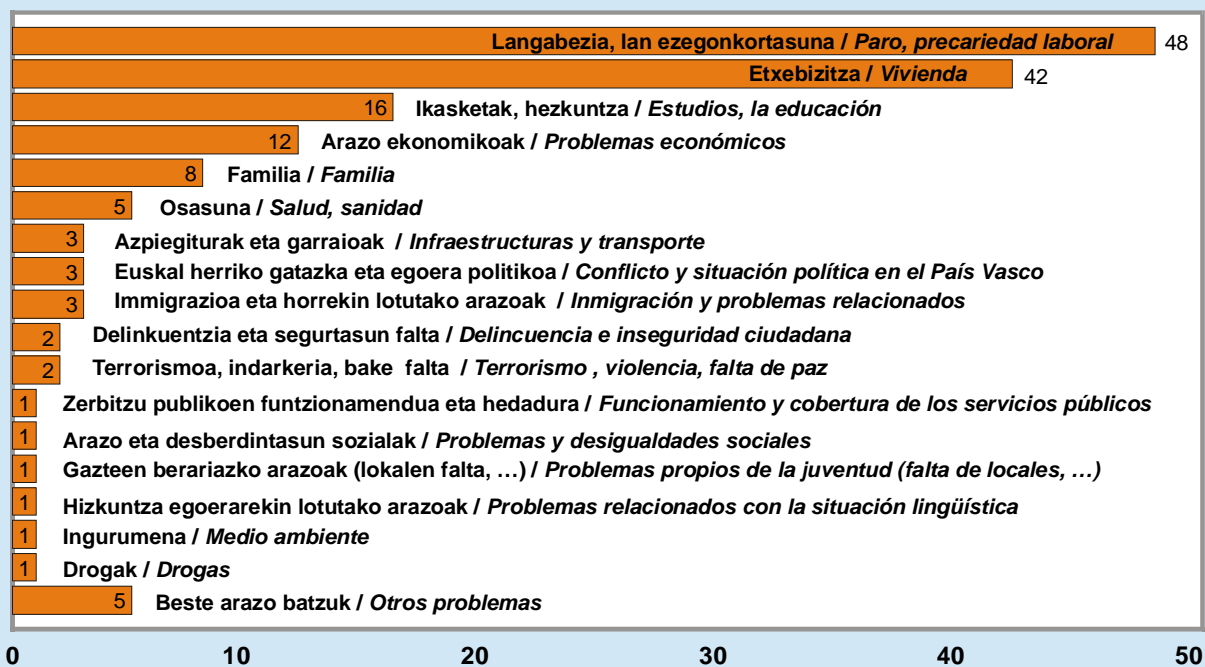 Langabezia, lan ezegonkortasuna / Paro, precariedad laboral 48
Etxebizitza / Vivienda 42
16 Ikasketak, hezkuntza / Estudios, la educación
12 Arazo ekonomikoak / Problemas económicos
8 Familia / Familia
5 Osasuna / Salud, sanidad
3 Azpiegiturak eta garraioak / Infraestructuras y transporte
3 Euskal herriko gatazka eta egoera politikoa / Conflicto y situación política en el País Vasco
3 Immigrazioa eta horrekin lotutako arazoak / Inmigración y problemas relacionados
2 Delinkuentzia eta segurtasun falta / Delincuencia e inseguridad ciudadana
2 Terrorismoa, indarkeria, bake falta / Terrorismo , violencia, falta de paz
1 Zerbitzu publikoen funtzionamendua eta hedadura / Funcionamiento y cobertura de los servicios públicos
1 Arazo eta desberdintasun sozialak / Problemas y desigualdades sociales
1 Gazteen berariazko arazoak (lokalen falta, …) / Problemas propios de la juventud (falta de locales, …)
1 Hizkuntza egoerarekin lotutako arazoak / Problemas relacionados con la situación lingüística
1 Ingurumena / Medio ambiente
1 Drogak / Drogas
5 Beste arazo batzuk / Otros problemas
0 10 20 30 40 50